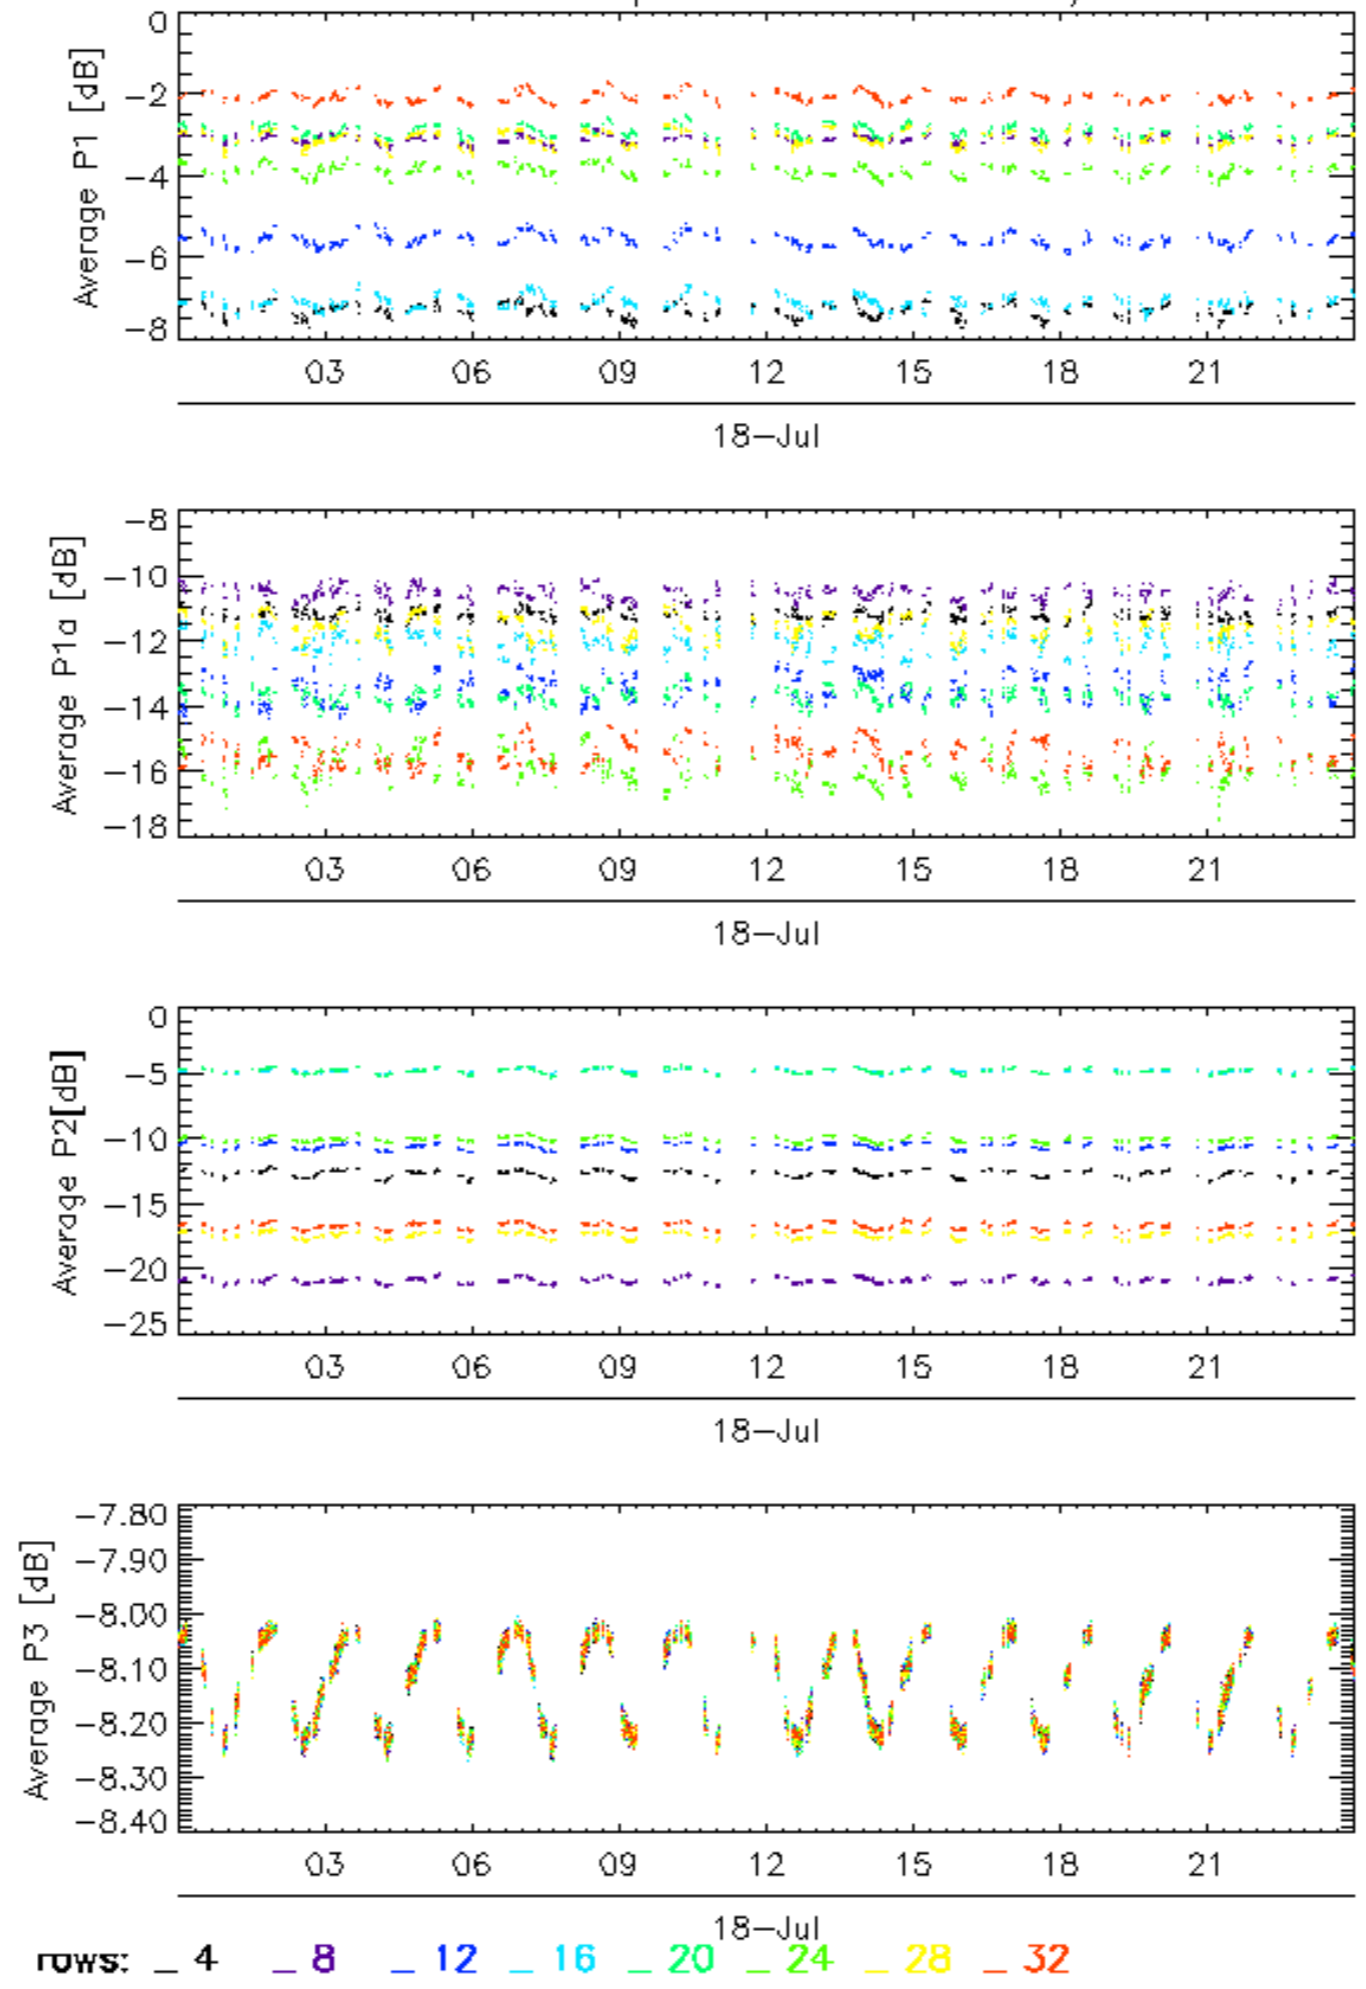 Average P1 [dB]
0
-2
-4
-6
-8
03 06 09 12 15 18 21
18-Jul
Average P1a [dB]
-8
-10
-12
-14
-16
-18
03 06 09 12 15 18 21
18-Jul
Average P2[dB]
0
-5
-10
-15
-20
-25
03 06 09 12 15 18 21
18-Jul
Average P3 [dB]
-7.80
-7.90
-8.00
-8.10
-8.20
-8.30
-8.40
03 06 09 12 15 18 21
18-Jul
rows: _ 4 _ 8 _ 12 _ 16 _ 20 _ 24 _ 28 _ 32